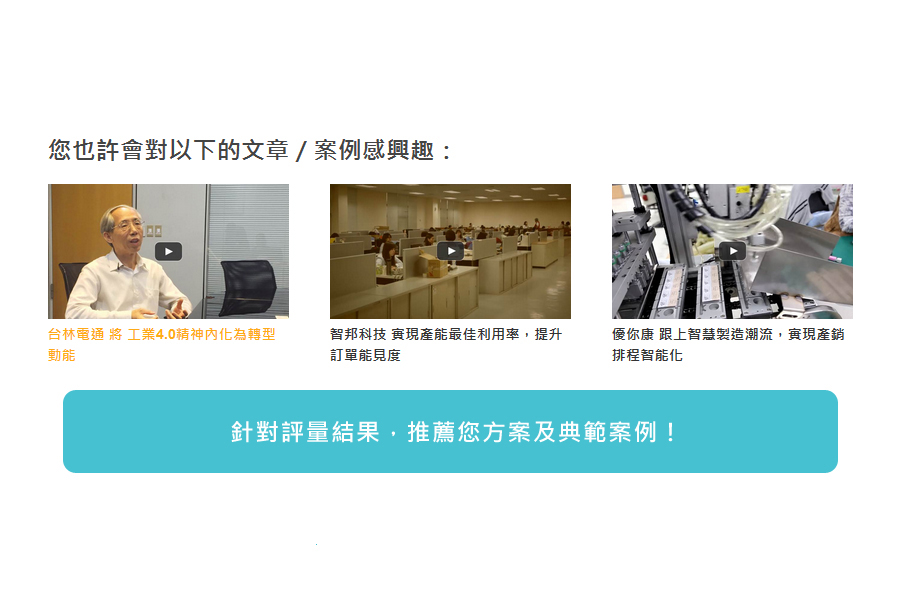 您也許會對以下的文章 / 案例感興趣：
台林電通 將 工業4.0精神內化為轉型
動能
智邦科技 實現產能最佳利用率，提升
訂單能見度
優你康 跟上智慧製造潮流，實現產銷
排程智能化
針對評量結果，推薦您方案及典範案例！